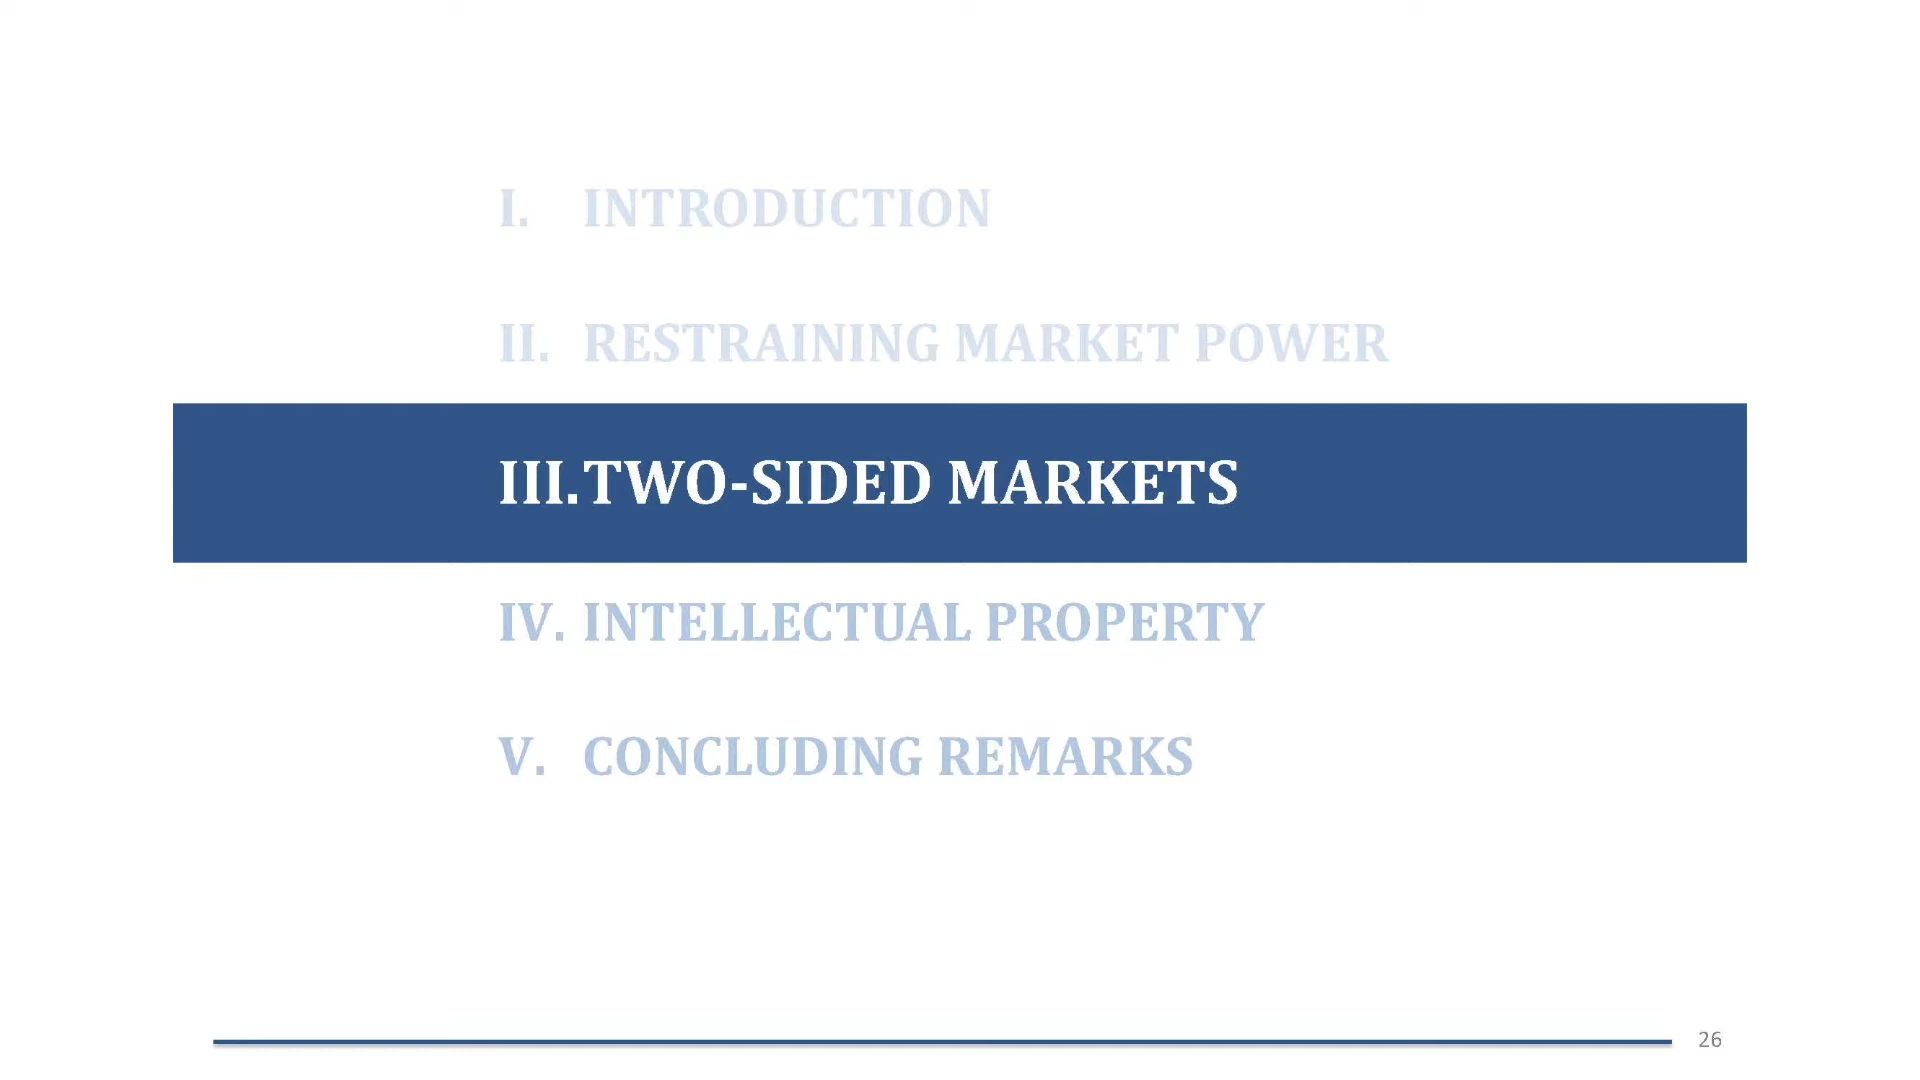 I. INTRODUCTION
II. RESTRAINING MARKET POWER
III. TWO-SIDED MARKETS
IV. INTELLECTUAL PROPERTY
V. CONCLUDING REMARKS
26